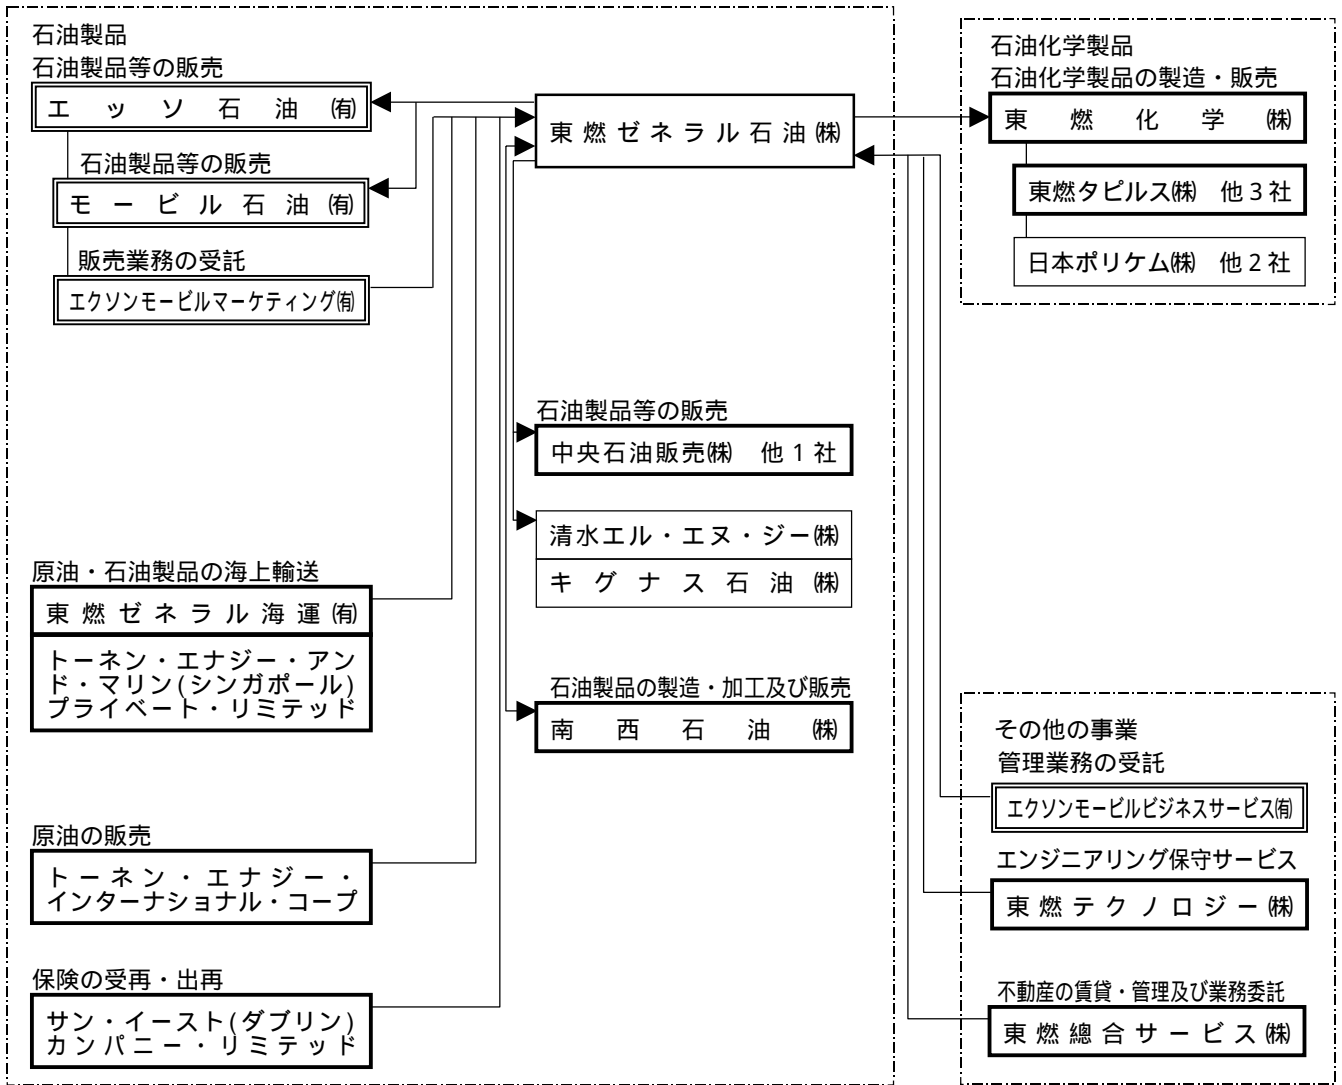 石油製品
石油製品等の販売
エッソ石油㈲
石油製品等の販売
モービル石油㈲
販売業務の受託
エクソンモービルマーケティング㈲
原油・石油製品の海上輸送
東燃ゼネラル海運㈲
トーネン・エナジー・アン
ド・マリン(シンガポール)
プライベート・リミテッド
原油の販売
トーネン・エナジー・
インターナショナル・コープ
保険の受再・出再
サン・イースト(ダブリン)
カンパニー・リミテッド
東燃ゼネラル石油㈱
石油製品等の販売
中央石油販売㈱ 他1社
清水エル・エヌ・ジー㈱
キグナス石油㈱
石油製品の製造・加工及び販売
南西石油㈱
石油化学製品
石油化学製品の製造・販売
東燃化学㈱
東燃タピルス㈱ 他3社
日本ポリケム㈱ 他2社
その他の事業
管理業務の受託
エクソンモービルビジネスサービス㈲
エンジニアリング保守サービス
東燃テクノロジー㈱
不動産の賃貸・管理及び業務委託
東燃總合サービス㈱